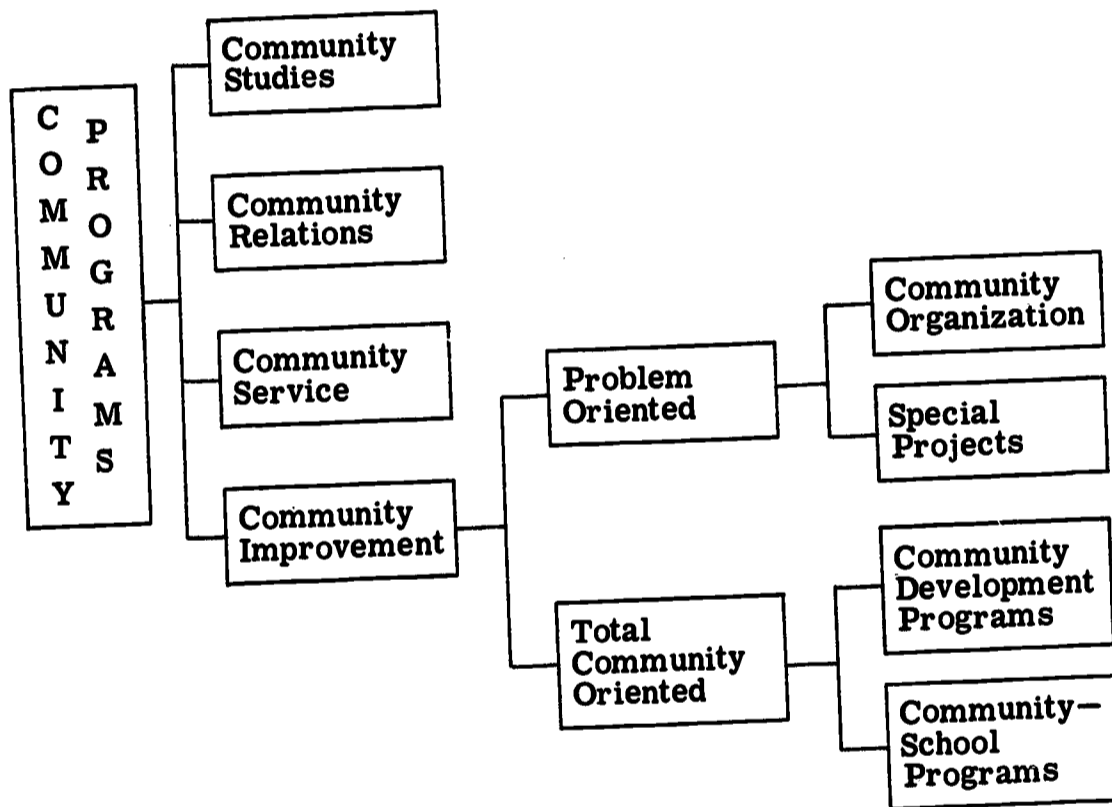 COMMUNITY
PROGRAMS
Community
Studies
Community
Relations
Community
Service
Community
Improvement
Problem
Oriented
Total
Community
Oriented
Community
Organization
Special
Projects
Community
Development
Programs
Community—
School
Programs